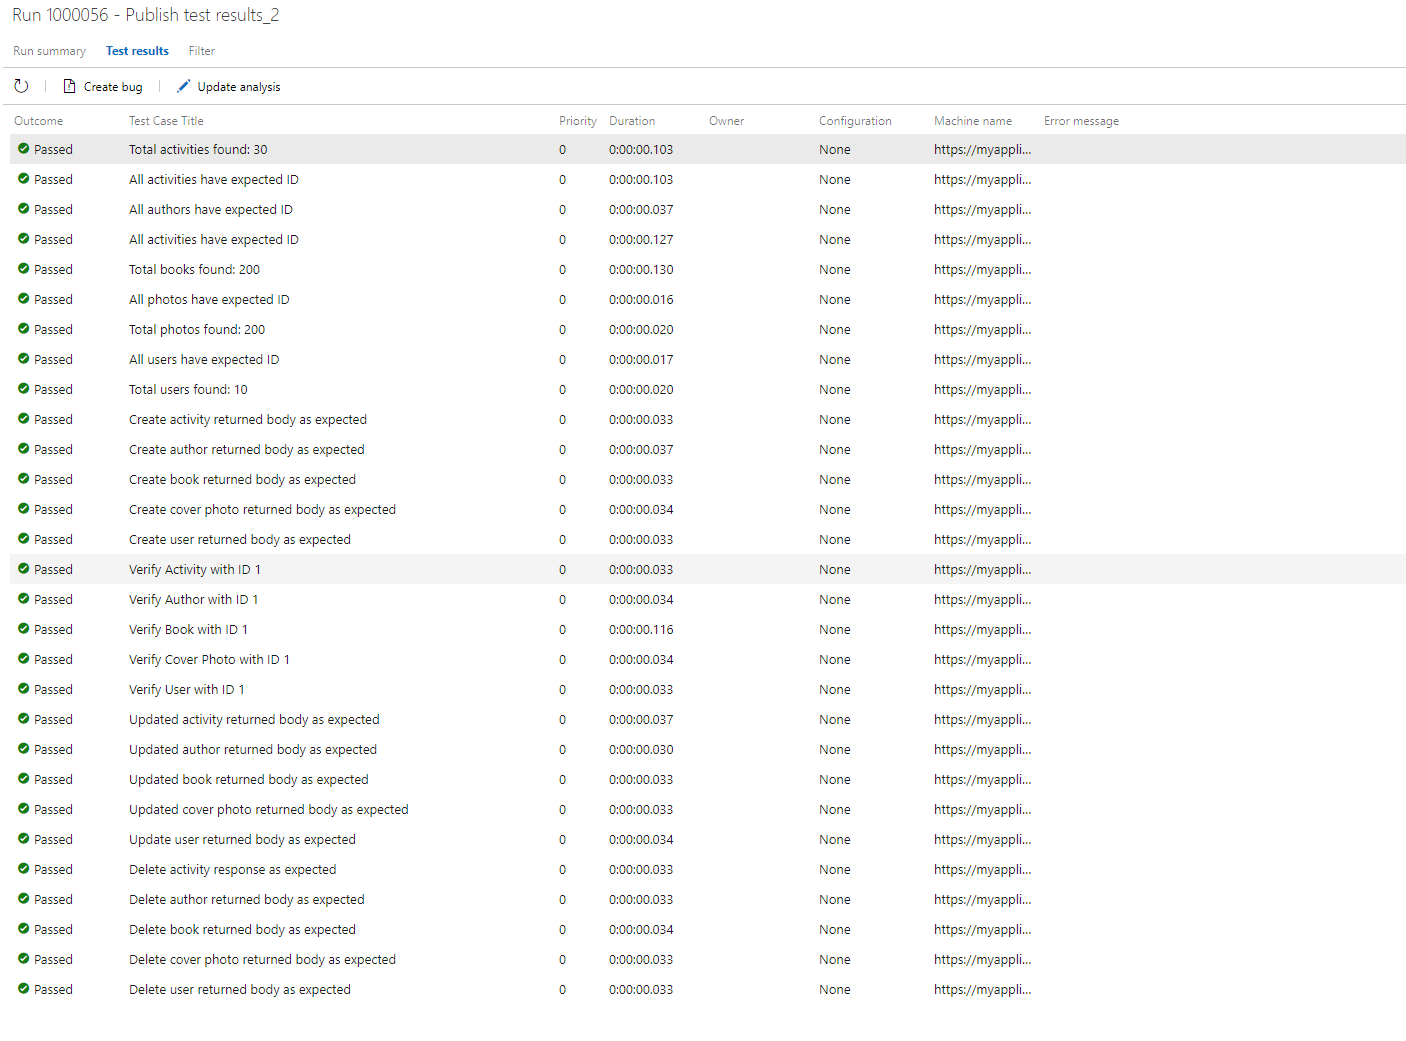 Run 1000056 - Publish test results_2
Run summary Test results Filter
Create bug Update analysis
Outcome Test Case Title Priority Duration Owner Configuration Machine name Error message
Passed Total activities found: 30 0 0:00:00.103 None https://myappli...
Passed All activities have expected ID 0 0:00:00.103 None https://myappli...
Passed All authors have expected ID 0 0:00:00.037 None https://myappli...
Passed All activities have expected ID 0 0:00:00.127 None https://myappli...
Passed Total books found: 200 0 0:00:00.130 None https://myappli...
Passed All photos have expected ID 0 0:00:00.016 None https://myappli...
Passed Total photos found: 200 0 0:00:00.020 None https://myappli...
Passed All users have expected ID 0 0:00:00.017 None https://myappli...
Passed Total users found: 10 0 0:00:00.020 None https://myappli...
Passed Create activity returned body as expected 0 0:00:00.033 None https://myappli...
Passed Create author returned body as expected 0 0:00:00.037 None https://myappli...
Passed Create book returned body as expected 0 0:00:00.033 None https://myappli...
Passed Create cover photo returned body as expected 0 0:00:00.034 None https://myappli...
Passed Create user returned body as expected 0 0:00:00.033 None https://myappli...
Passed Verify Activity with ID 1 0 0:00:00.033 None https://myappli...
Passed Verify Author with ID 1 0 0:00:00.034 None https://myappli...
Passed Verify Book with ID 1 0 0:00:00.116 None https://myappli...
Passed Verify Cover Photo with ID 1 0 0:00:00.034 None https://myappli...
Passed Verify User with ID 1 0 0:00:00.033 None https://myappli...
Passed Updated activity returned body as expected 0 0:00:00.037 None https://myappli...
Passed Updated author returned body as expected 0 0:00:00.030 None https://myappli...
Passed Updated book returned body as expected 0 0:00:00.033 None https://myappli...
Passed Updated cover photo returned body as expected 0 0:00:00.033 None https://myappli...
Passed Update user returned body as expected 0 0:00:00.034 None https://myappli...
Passed Delete activity response as expected 0 0:00:00.033 None https://myappli...
Passed Delete author returned body as expected 0 0:00:00.033 None https://myappli...
Passed Delete book returned body as expected 0 0:00:00.034 None https://myappli...
Passed Delete cover photo returned body as expected 0 0:00:00.033 None https://myappli...
Passed Delete user returned body as expected 0 0:00:00.033 None https://myappli...